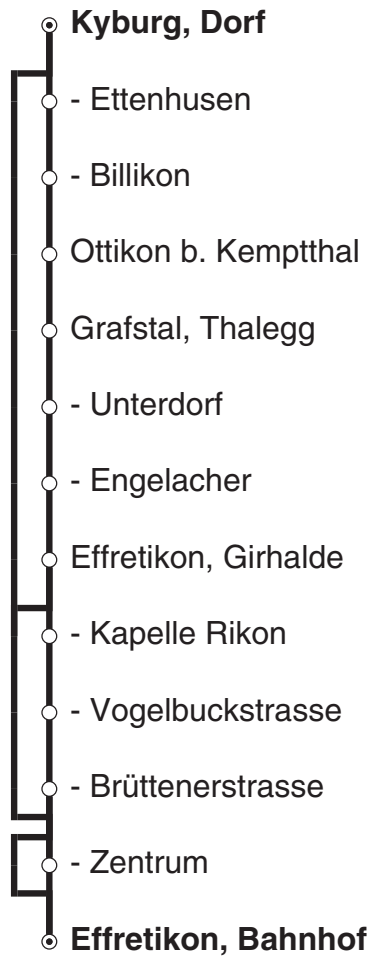 Kyburg, Dorf
- Ettenhusen
- Billikon
Ottikon b. Kemptthal
Grafstal, Thalegg
- Unterdorf
- Engelacher
Effretikon, Girhalde
- Kapelle Rikon
- Vogelbuckstrasse
- Brüttenerstrasse
- Zentrum
Effretikon, Bahnhof